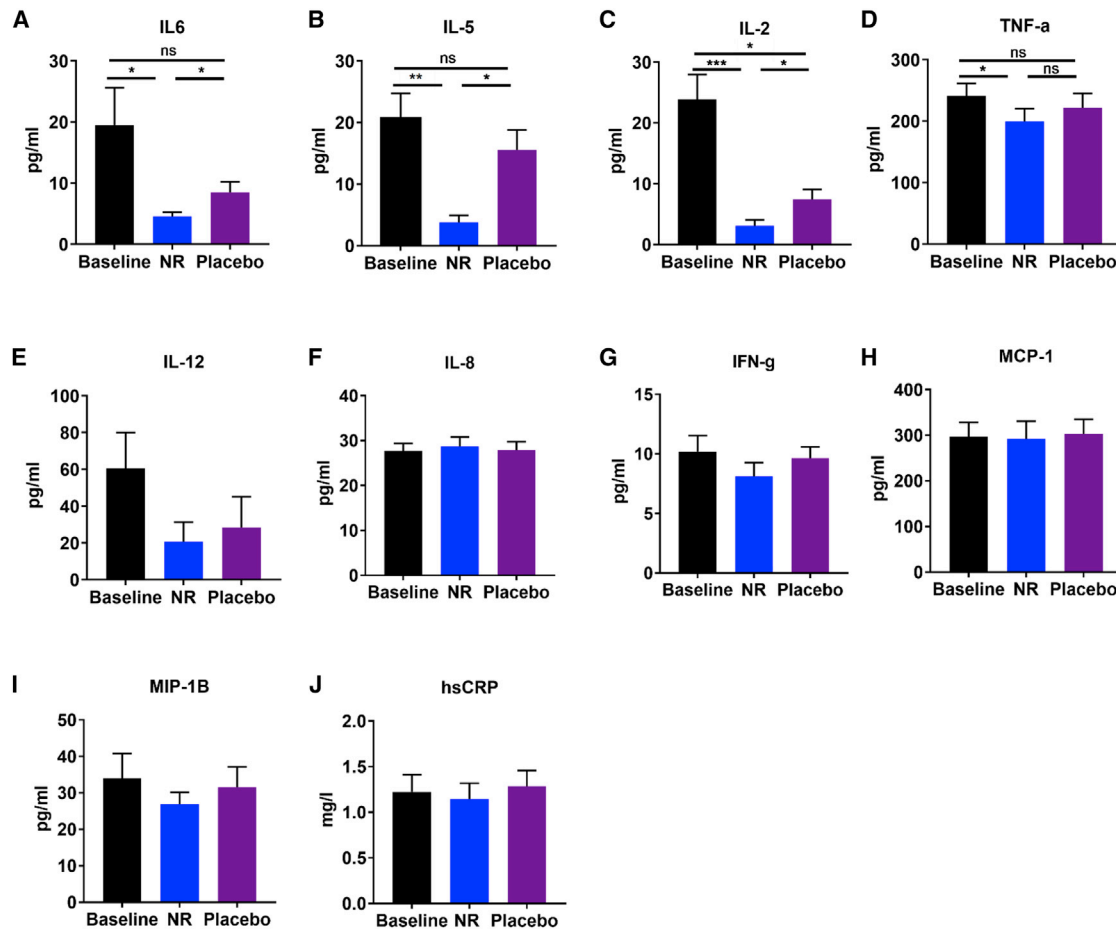 A
IL6
ns
* *
30
20
10
0
pg/ml
Baseline NR Placebo
B
IL-5
ns
** *
30
20
10
0
pg/ml
Baseline NR Placebo
C
IL-2
*
*** *
30
20
10
0
pg/ml
Baseline NR Placebo
D
TNF-a
ns
* ns
300
200
100
0
pg/ml
Baseline NR Placebo
E
IL-12
100
80
60
40
20
0
pg/ml
Baseline NR Placebo
F
IL-8
40
30
20
10
0
pg/ml
Baseline NR Placebo
G
IFN-g
15
10
5
0
pg/ml
Baseline NR Placebo
H
MCP-1
400
300
200
100
0
pg/ml
Baseline NR Placebo
I
MIP-1B
50
40
30
20
10
0
pg/ml
Baseline NR Placebo
J
hsCRP
2.0
1.5
1.0
0.5
0.0
mg/l
Baseline NR Placebo